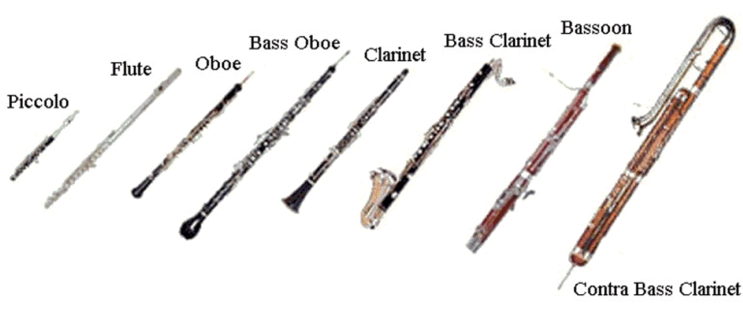 Piccolo
Flute
Oboe
Bass Oboe
Clarinet
Bass Clarinet
Bassoon
Contra Bass Clarinet